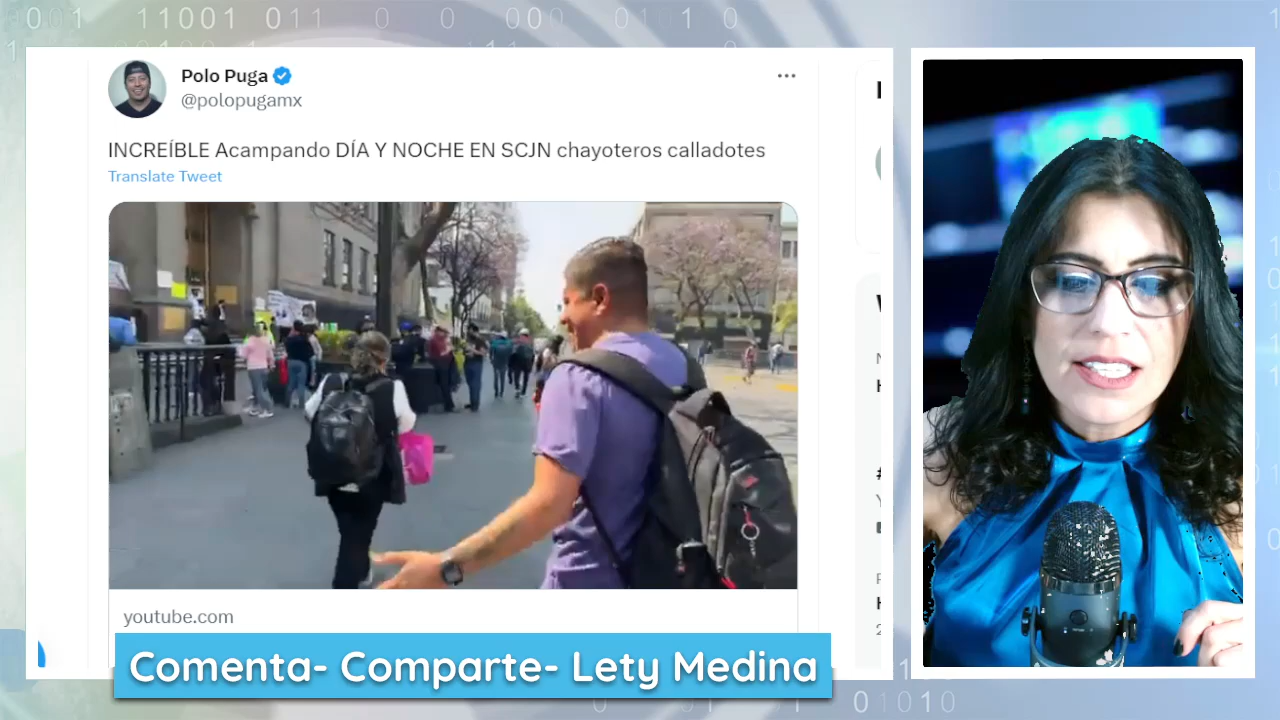 Polo Puga
@polopugamx
INCREÍBLE Acampando DÍA Y NOCHE EN SCJN chayoteros calladotes
Translate Tweet
youtube.com
Comenta- Comparte- Lety Medina